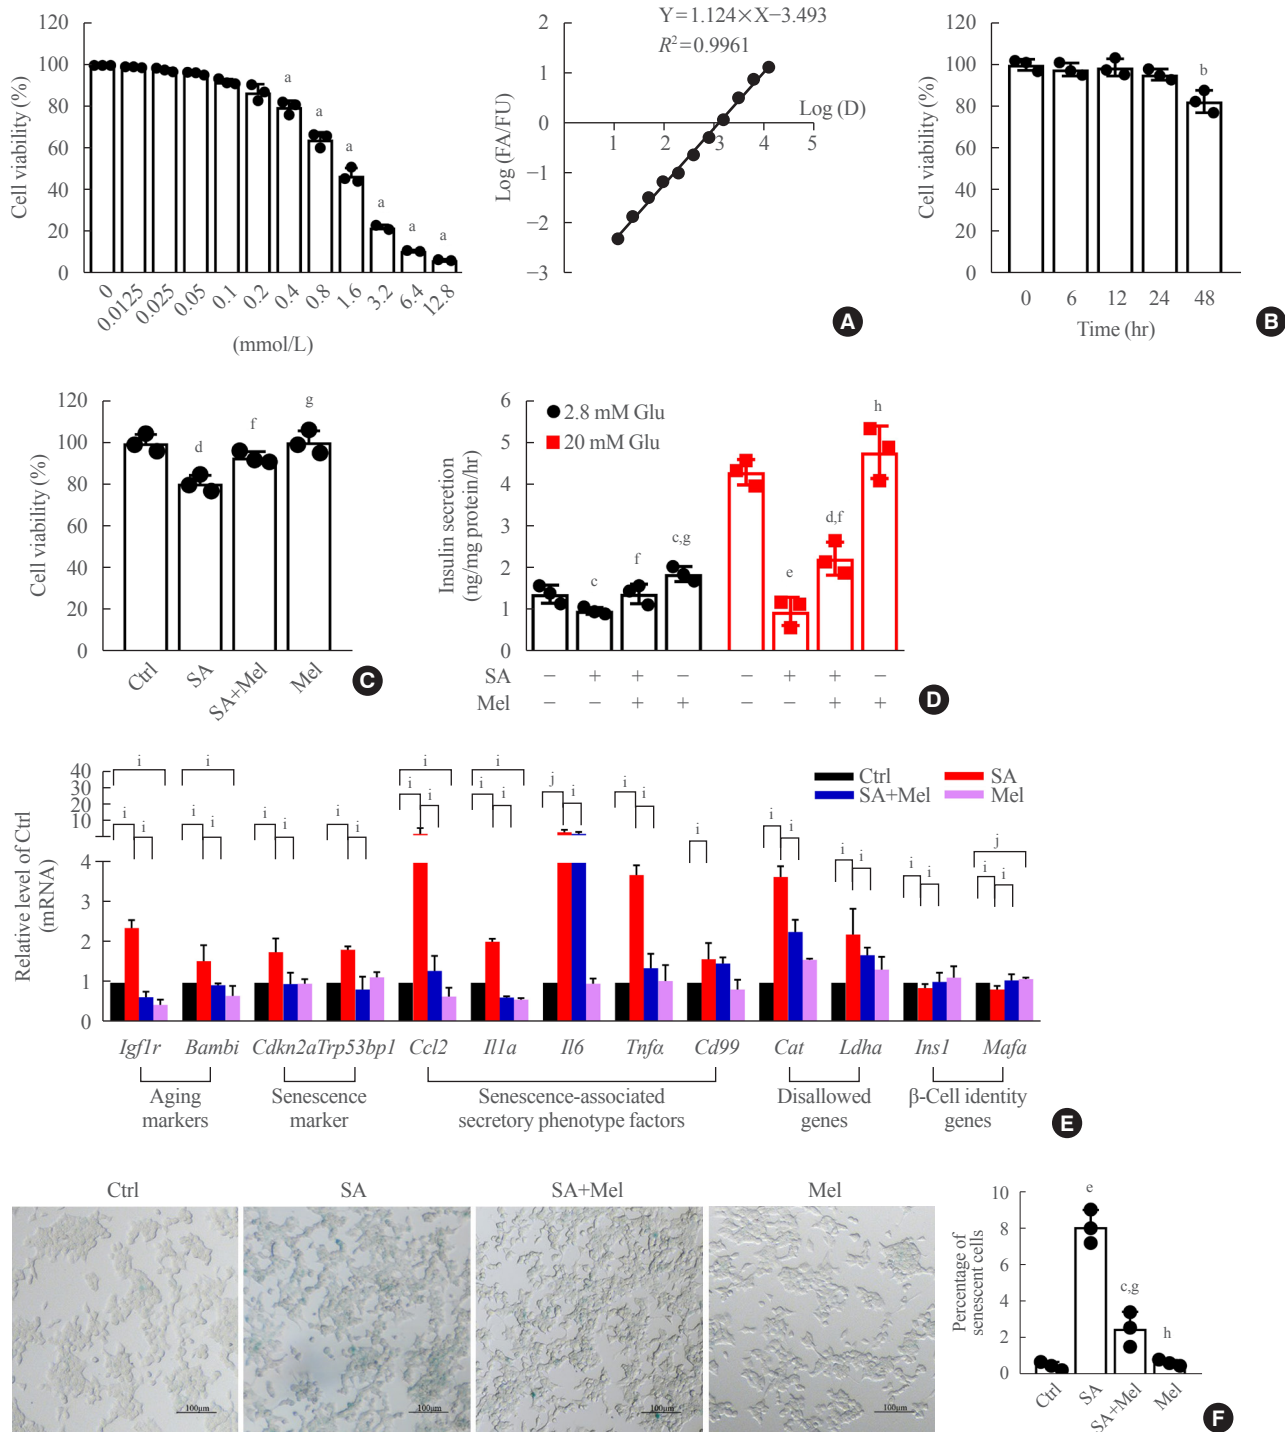 120
100
80
60
40
20
0
Cell viability (%)
a
a
a
a
a
a
a
0
0.0125
0.025
0.05
0.1
0.2
0.4
0.8
1.6
3.2
6.4
12.8
(mmol/L)
Y=1.124×X−3.493
R²=0.9961
Log (FA/FU)
2
1
0
−1
−2
−3
1
2
3
4
5
Log (D)
A
120
100
80
60
40
20
0
Cell viability (%)
b
0
6
12
24
48
Time (hr)
B
120
100
80
60
40
20
0
Cell viability (%)
d
f
g
Ctrl
SA
SA+Mel
Mel
C
6
5
4
3
2
1
0
Insulin secretion
(ng/mg protein/hr)
2.8 mM Glu
20 mM Glu
c
f
c,g
e
d,f
h
SA − + + − − + + −
Mel − − + + − − + +
D
Relative level of Ctrl
(mRNA)
40
30
20
10
4
3
2
1
0
i i i i i
i i j i i i i i i i i i j
i i i i i i i i i i i i i i
Ctrl
SA
SA+Mel
Mel
Igf1r Bambi Cdkn2a Trp53bp1 Ccl2 Il1a Il6 Tnfα Cd99 Cat Ldha Ins1 Mafa
Aging
markers
Senescence
marker
Senescence-associated
secretory phenotype factors
Disallowed
genes
β-Cell identity
genes
E
Ctrl
SA
SA+Mel
Mel
100μm
100μm
100μm
100μm
10
8
6
4
2
0
Percentage of
senescent cells
e
c,g
h
Ctrl
SA
SA+Mel
Mel
F